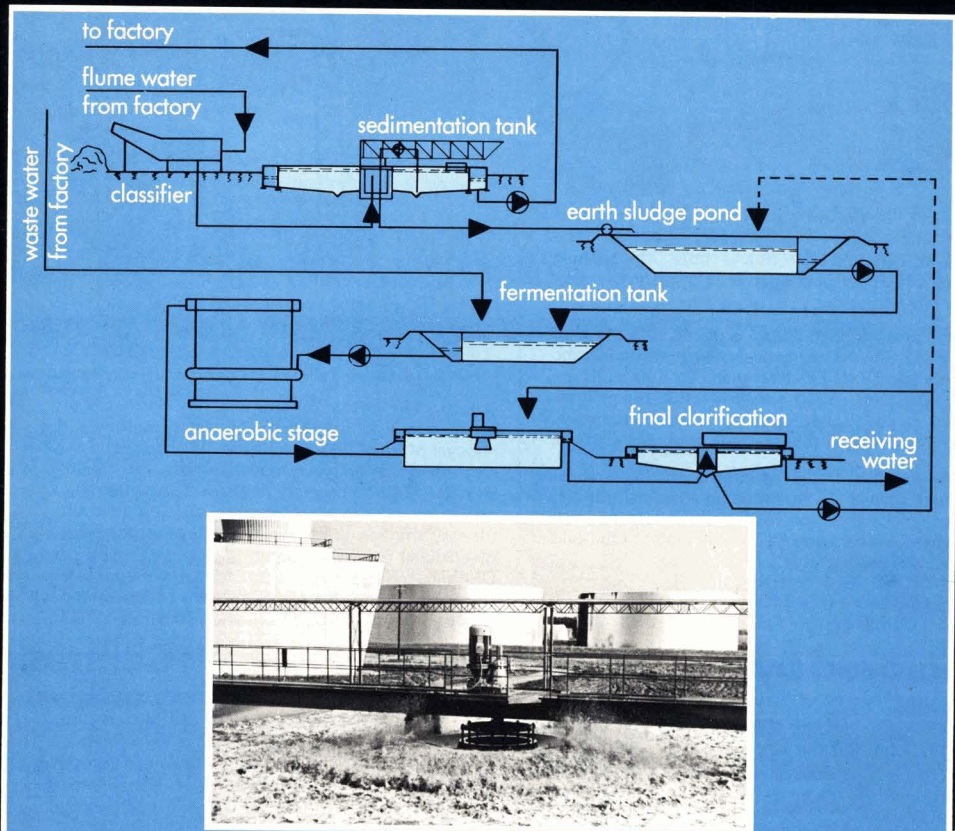 to factory
flume water
from factory
sedimentation tank
waste water
from factory
classifier
earth sludge pond
fermentation tank
anaerobic stage
final clarification
receiving
water